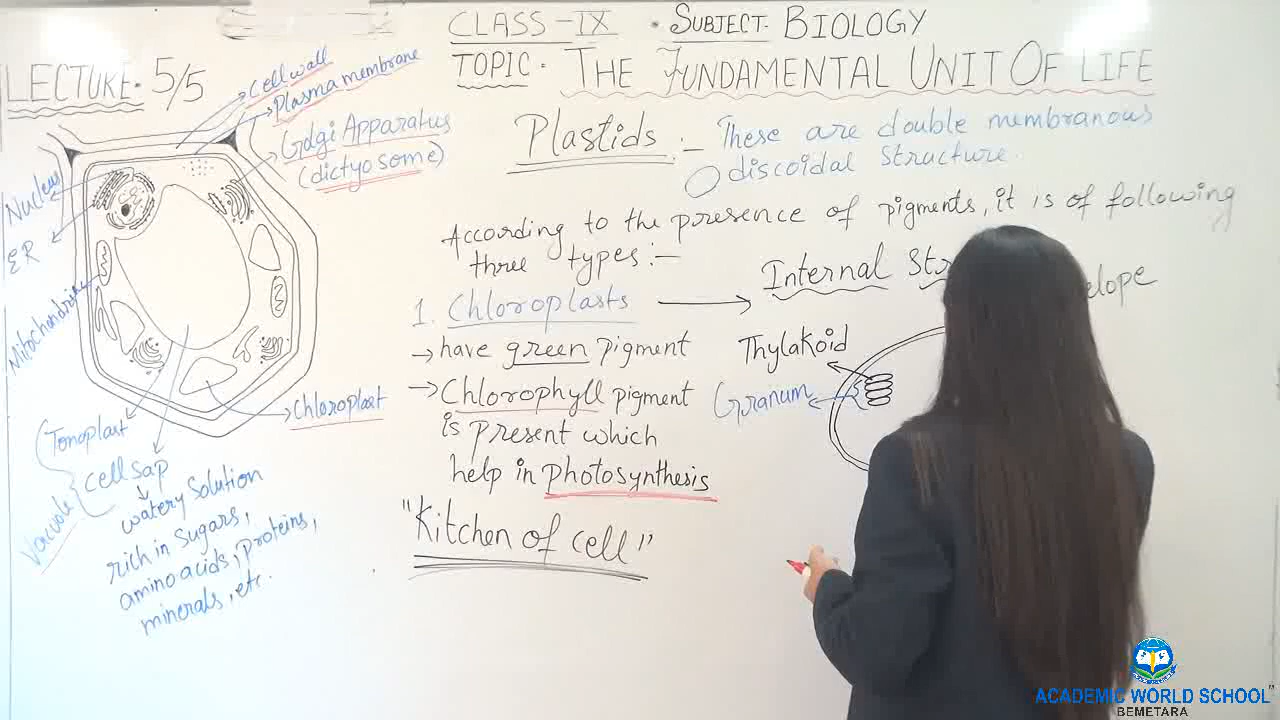 CLASS-IX • SUBJECT- BIOLOGY
LECTURE- 5/5
TOPIC- THE FUNDAMENTAL UNIT OF LIFE
Cell wall
Plasma membrane
Golgi Apparatus
(dictyosome)
Nucleus
ER
Mitochondria
Chloroplast
Tonoplast
cell sap
Vacuole
watery solution
rich in sugars,
amino acids, proteins,
minerals, etc.
Plastids :- These are double membranous
discoidal structure.
According to the presence of pigments, it is of following
three types:-
1. Chloroplasts → Internal
→ have green pigment
→ Chlorophyll pigment
is present which
help in photosynthesis
"Kitchen of cell"
Thylakoid
Granum
ACADEMIC WORLD SCHOOL"
BEMETARA